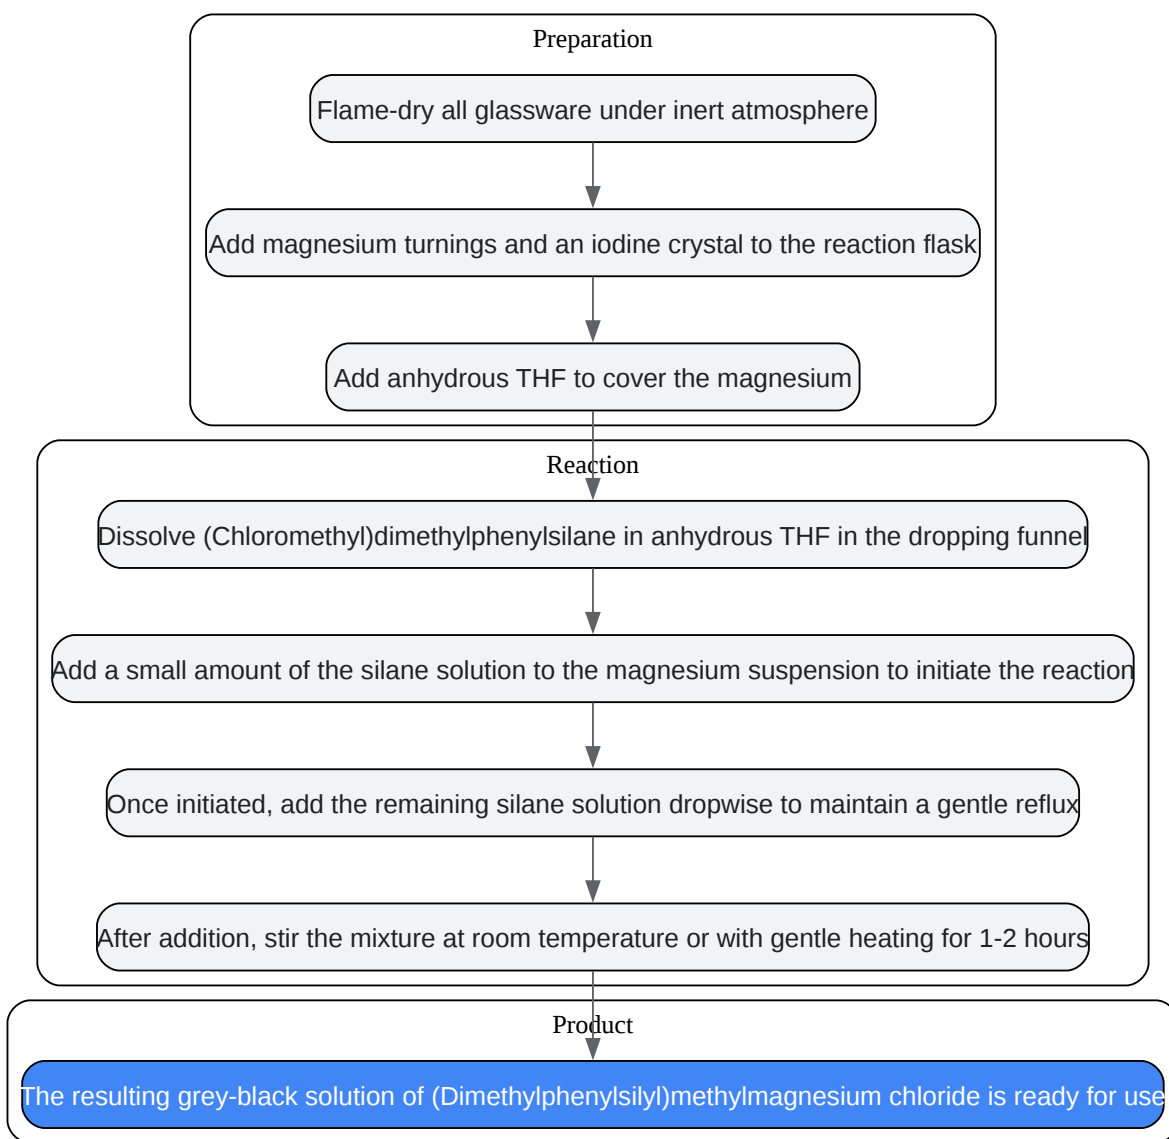 Preparation
Flame-dry all glassware under inert atmosphere
Add magnesium turnings and an iodine crystal to the reaction flask
Add anhydrous THF to cover the magnesium
Reaction
Dissolve (Chloromethyl)dimethylphenylsilane in anhydrous THF in the dropping funnel
Add a small amount of the silane solution to the magnesium suspension to initiate the reaction
Once initiated, add the remaining silane solution dropwise to maintain a gentle reflux
After addition, stir the mixture at room temperature or with gentle heating for 1-2 hours
Product
The resulting grey-black solution of (Dimethylphenylsilyl)methylmagnesium chloride is ready for use